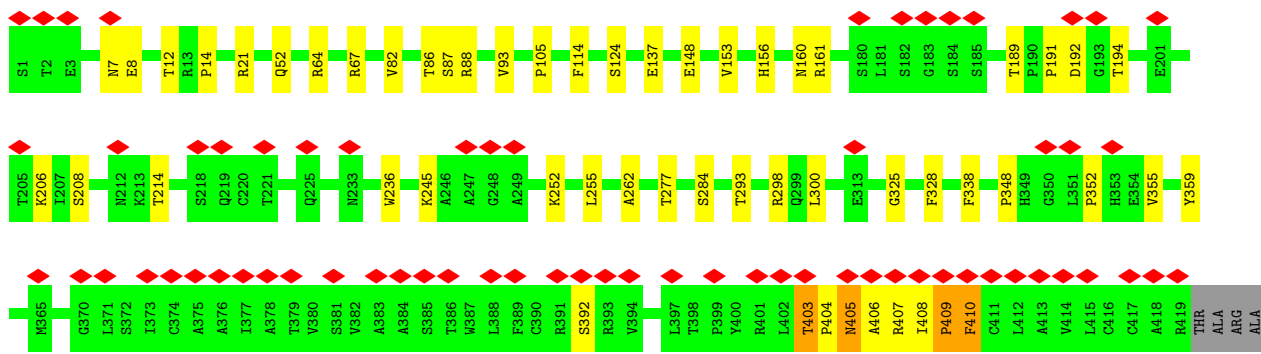 S1 T2 E3 N7 E8 T12 R13 P14 R21 Q52 R64 R67 V82 T86 S87 R88 V93 P105 F114 S124 E137 E148 V153 H156 N160 R161 S180 L181 S182 G183 S184 S185 T189 P190 P191 D192 G193 T194 E201
T205 K206 I207 S208 N212 K213 T214 S218 Q219 C220 T221 Q225 N233 W236 K245 A246 A247 G248 A249 K252 L255 A262 T277 S284 T293 R298 Q299 L300 E313 G325 F328 F338 P348 H349 G350 L351 P352 H353 E354 V355 Y359
M365 G370 L371 S372 I373 C374 A375 A376 I377 A378 T379 V380 S381 V382 A383 A384 S385 T386 W387 L388 F389 C390 R391 S392 R393 V394 L397 T398 P399 Y400 R401 L402 T403 P404 N405 A406 R407 I408 P409 F410 C411 L412 A413 V414 L415 C416 C417 A418 R419 THR ALA ARG ALA